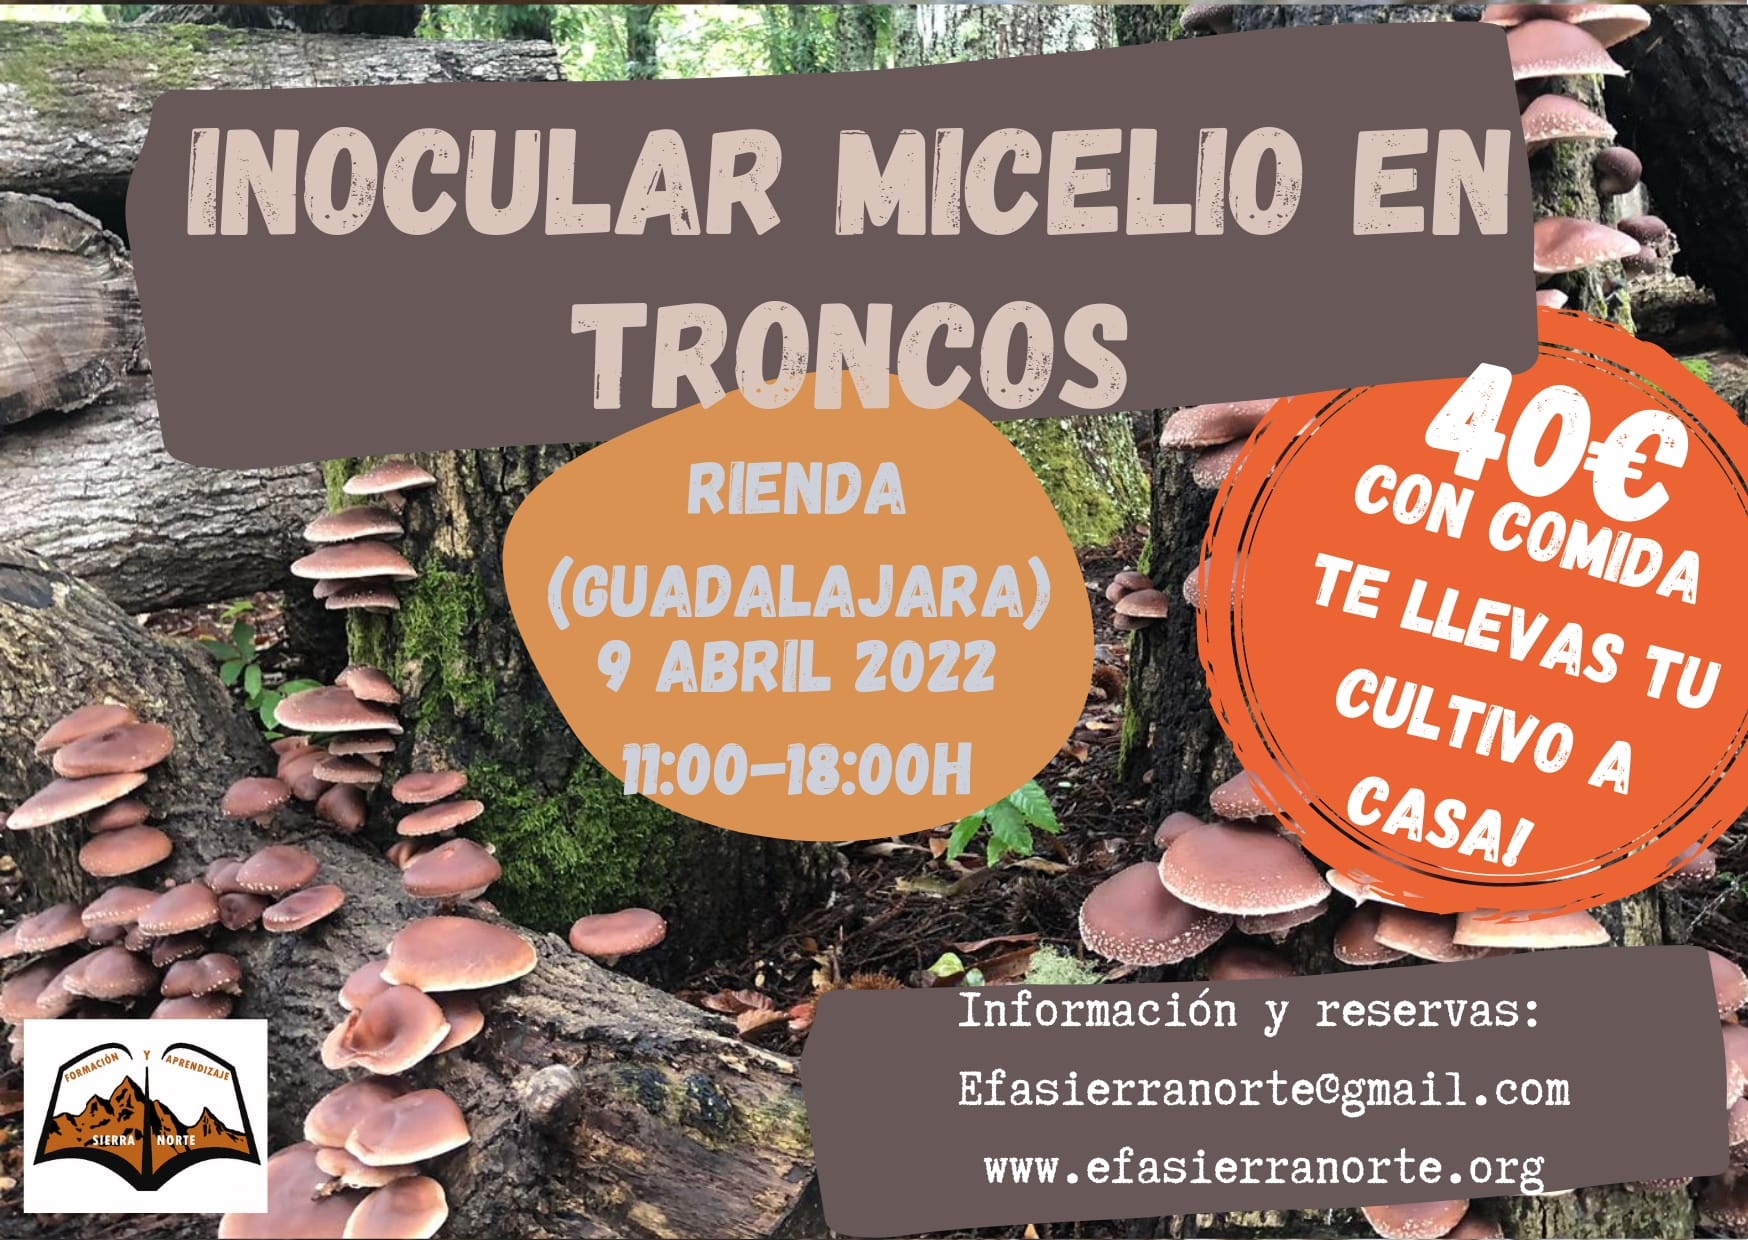 INOCULAR MICELIO EN
TRONCOS
RIENDA
(GUADALAJARA)
9 ABRIL 2022
11:00-18:00H
40€
CON COMIDA
TE LLEVAS TU
CULTIVO A
CASA!
Información y reservas:
Efasierranorte@gmail.com
www.efasierranorte.org
FORMACIÓN Y APRENDIZAJE
SIERRA NORTE